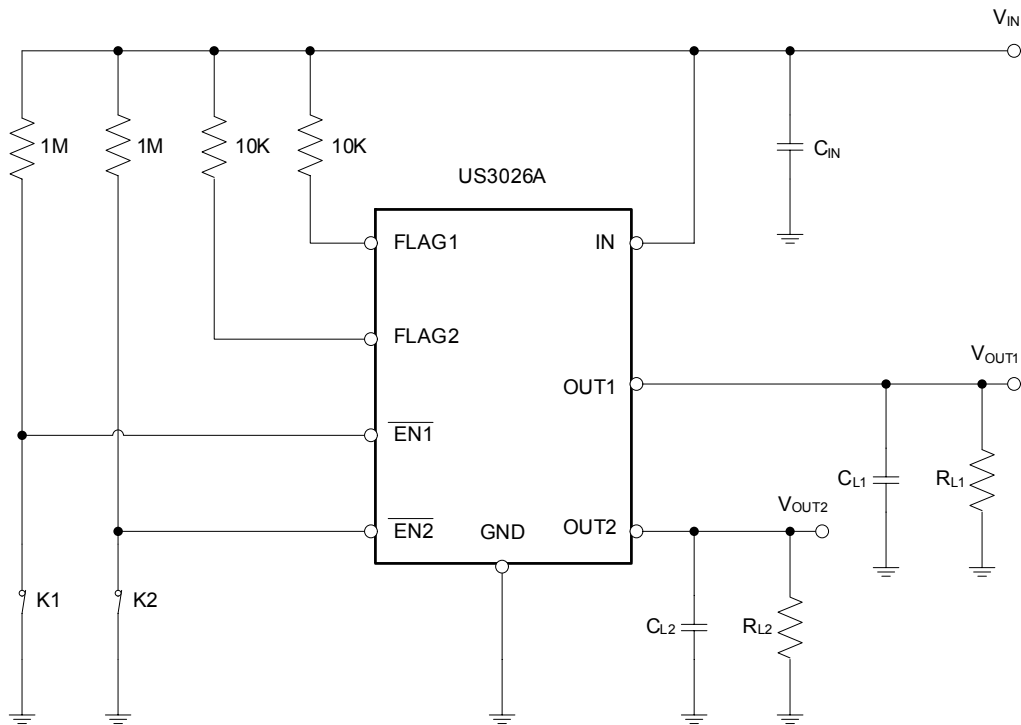 VIN
1M
1M
10K
10K
CIN
US3026A
FLAG1
IN
FLAG2
VOUT1
OUT1
EN1
CL1
RL1
VOUT2
EN2
GND
OUT2
K1
K2
CL2
RL2